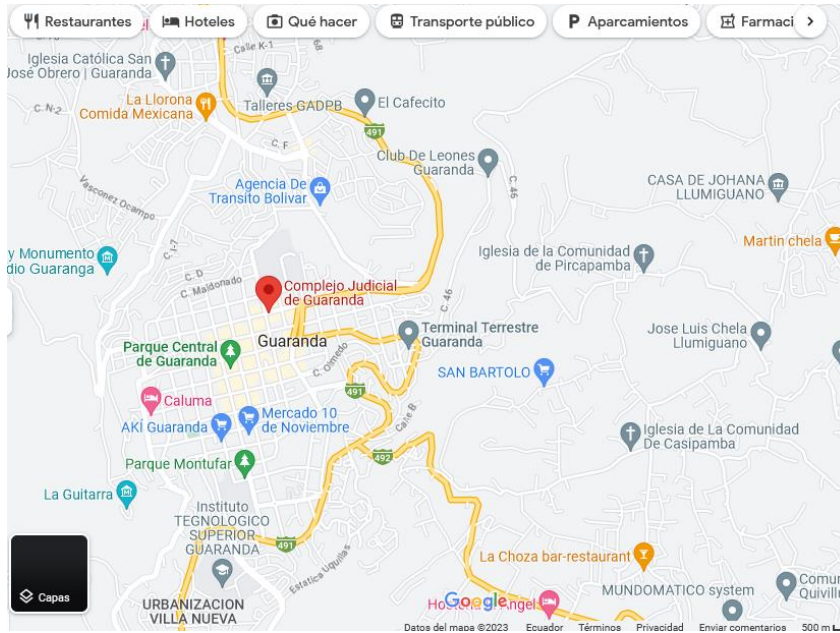 Restaurantes
Hoteles
Qué hacer
Transporte público
P Aparcamientos
Farmaci
Calle K-1
68
Iglesia Católica San
José Obrero | Guaranda
Talleres GADPB
El Cafecito
C. N-2
La Llorona
Comida Mexicana
491
C. F
Club De Leones
Guaranda
C. 46
CASA DE JOHANA
LLUMIGUANO
Vasconez Ocampo
Agencia De
Transito Bolivar
C. I-7
y Monumento
dio Guaranga
Martin chela
Iglesia de la Comunidad
de Pircapamba
C. D
C. Maldonado
Complejo Judicial
de Guaranda
C. 46
Terminal Terrestre
Guaranda
Jose Luis Chela
Llumiguano
Guaranda
Parque Central
de Guaranda
C. Olmedo
SAN BARTOLO
491
Caluma
Mercado 10
de Noviembre
AKÍ Guaranda
Calle B
Iglesia de La Comunidad
De Casipamba
492
Parque Montufar
La Guitarra
Instituto
TEGNOLOGICO
SUPERIOR
GUARANDA
491
Estatica Uquillas
La Choza bar-restaurant
Capas
URBANIZACION
VILLA NUEVA
Google
Angel
MUNDOMATICO system
Comu
Quivillu
Datos del mapa ©2023 Ecuador Términos Privacidad Enviar comentarios 500 m